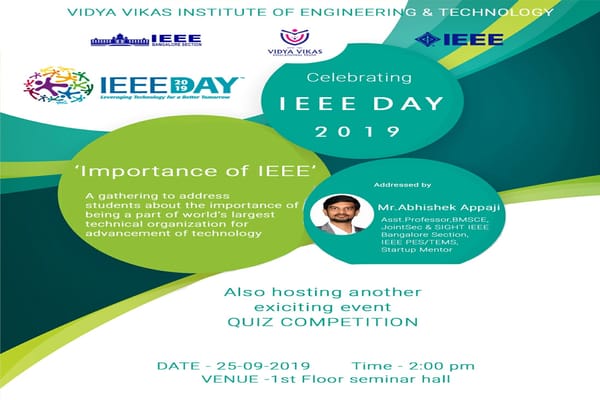 VIDYA VIKAS INSTITUTE OF ENGINEERING & TECHNOLOGY
IEEE
BANGALORE SECTION
VIDYA VIKAS
IEEE
IEEE DAY 2019
Leveraging Technology for a Better Tomorrow
TM
Celebrating
IEEE DAY
2019
‘Importance of IEEE’
A gathering to address
students about the importance of
being a part of world's largest
technical organization for
advancement of technology
Addressed by
Mr.Abhishek Appaji
Asst.Professor,BMSCE,
JointSec & SIGHT IEEE
Bangalore Section,
IEEE PES/TEMS,
Startup Mentor
Also hosting another
exiciting event
QUIZ COMPETITION
DATE - 25-09-2019 Time - 2:00 pm
VENUE -1st Floor seminar hall